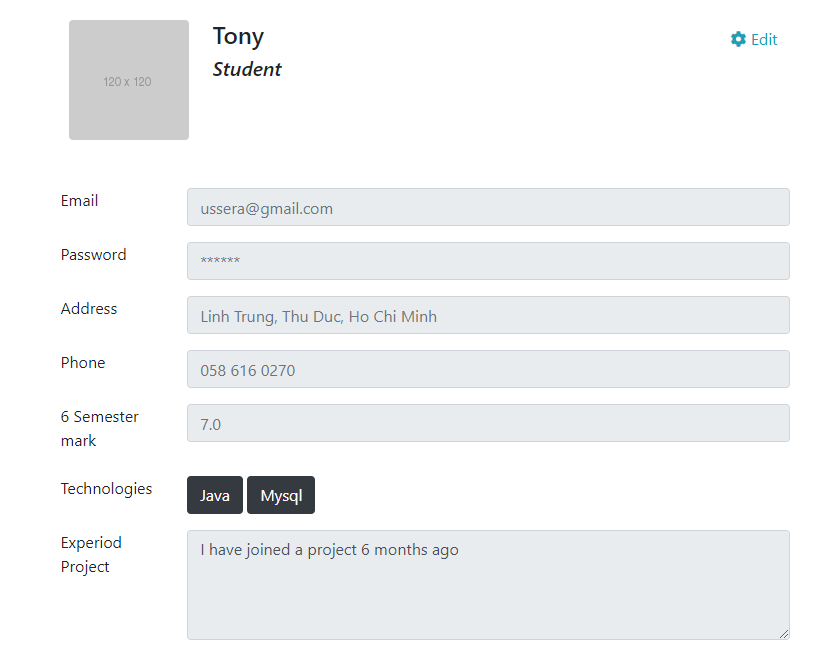 120 x 120
Tony
Student
Edit
Email
ussera@gmail.com
Password
******
Address
Linh Trung, Thu Duc, Ho Chi Minh
Phone
058 616 0270
6 Semester
mark
7.0
Technologies
Java Mysql
Experiod
Project
I have joined a project 6 months ago